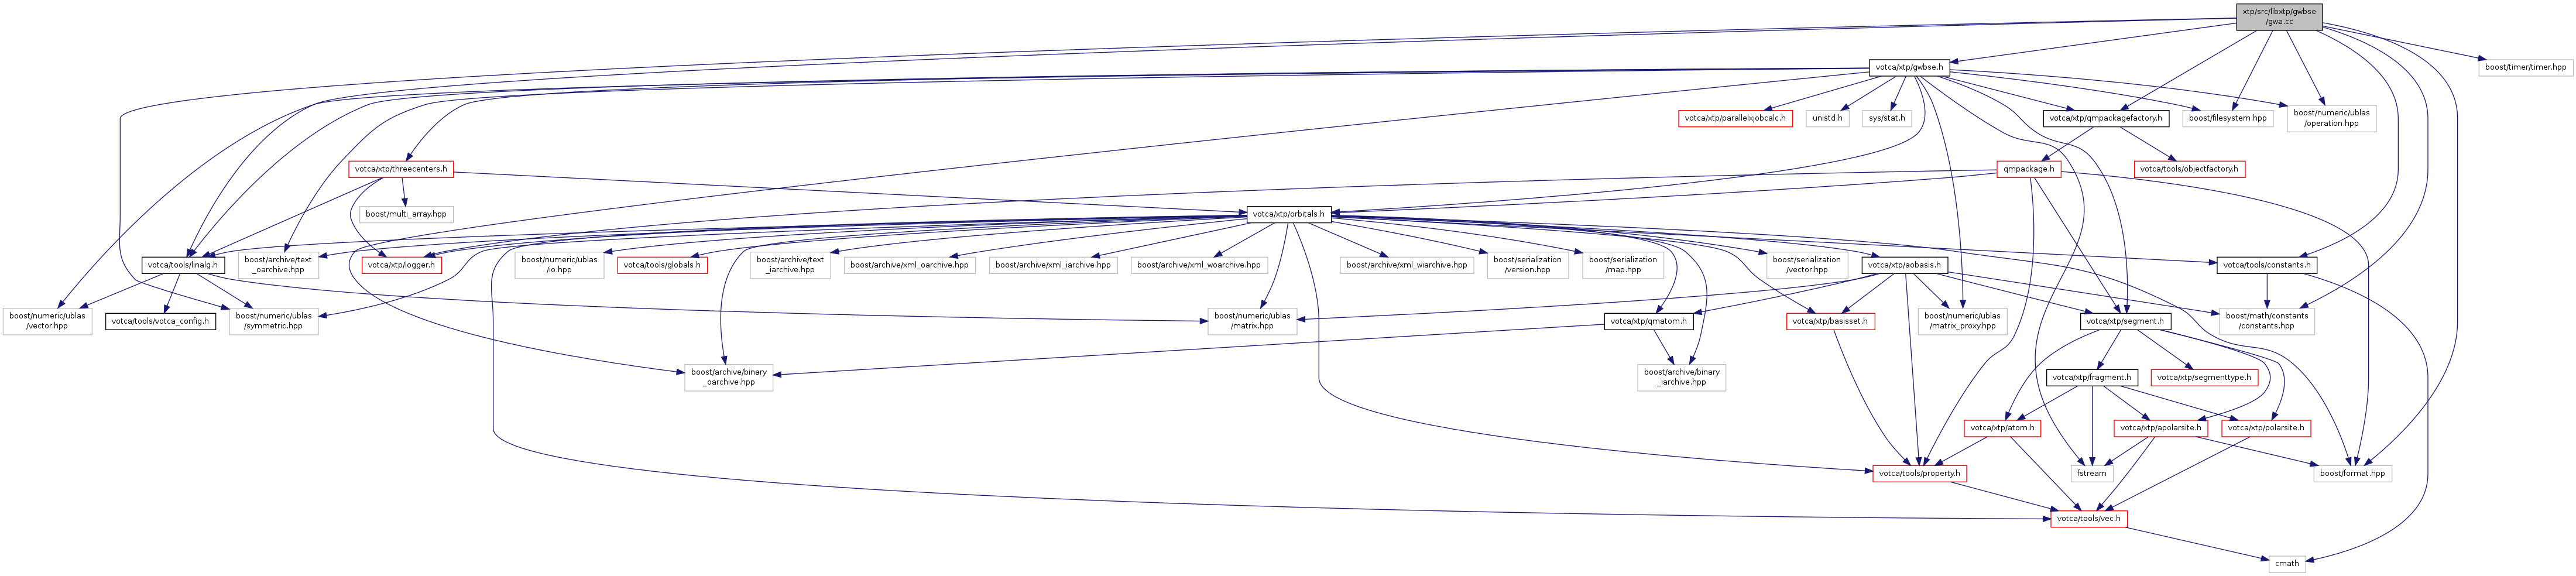 xtp/src/libxtp/gwbse
/gwa.cc
votca/xtp/gwbse.h
boost/timer/timer.hpp
votca/xtp/parallelxjobcalc.h
unistd.h
sys/stat.h
votca/xtp/qmpackagefactory.h
boost/filesystem.hpp
boost/numeric/ublas
/operation.hpp
votca/xtp/threecenters.h
qmpackage.h
votca/tools/objectfactory.h
boost/multi_array.hpp
votca/xtp/orbitals.h
votca/tools/linalg.h
boost/archive/text
_oarchive.hpp
votca/xtp/logger.h
boost/numeric/ublas
/io.hpp
votca/tools/globals.h
boost/archive/text
_iarchive.hpp
boost/archive/xml_oarchive.hpp
boost/archive/xml_iarchive.hpp
boost/archive/xml_woarchive.hpp
boost/archive/xml_wiarchive.hpp
boost/serialization
/version.hpp
boost/serialization
/map.hpp
boost/serialization
/vector.hpp
votca/xtp/aobasis.h
votca/tools/constants.h
boost/numeric/ublas
/vector.hpp
votca/tools/votca_config.h
boost/numeric/ublas
/symmetric.hpp
boost/numeric/ublas
/matrix.hpp
votca/xtp/qmatom.h
votca/xtp/basisset.h
boost/numeric/ublas
/matrix_proxy.hpp
votca/xtp/segment.h
boost/math/constants
/constants.hpp
boost/archive/binary
_oarchive.hpp
boost/archive/binary
_iarchive.hpp
votca/xtp/fragment.h
votca/xtp/segmenttype.h
votca/xtp/atom.h
votca/xtp/apolarsite.h
votca/xtp/polarsite.h
votca/tools/property.h
fstream
boost/format.hpp
votca/tools/vec.h
cmath